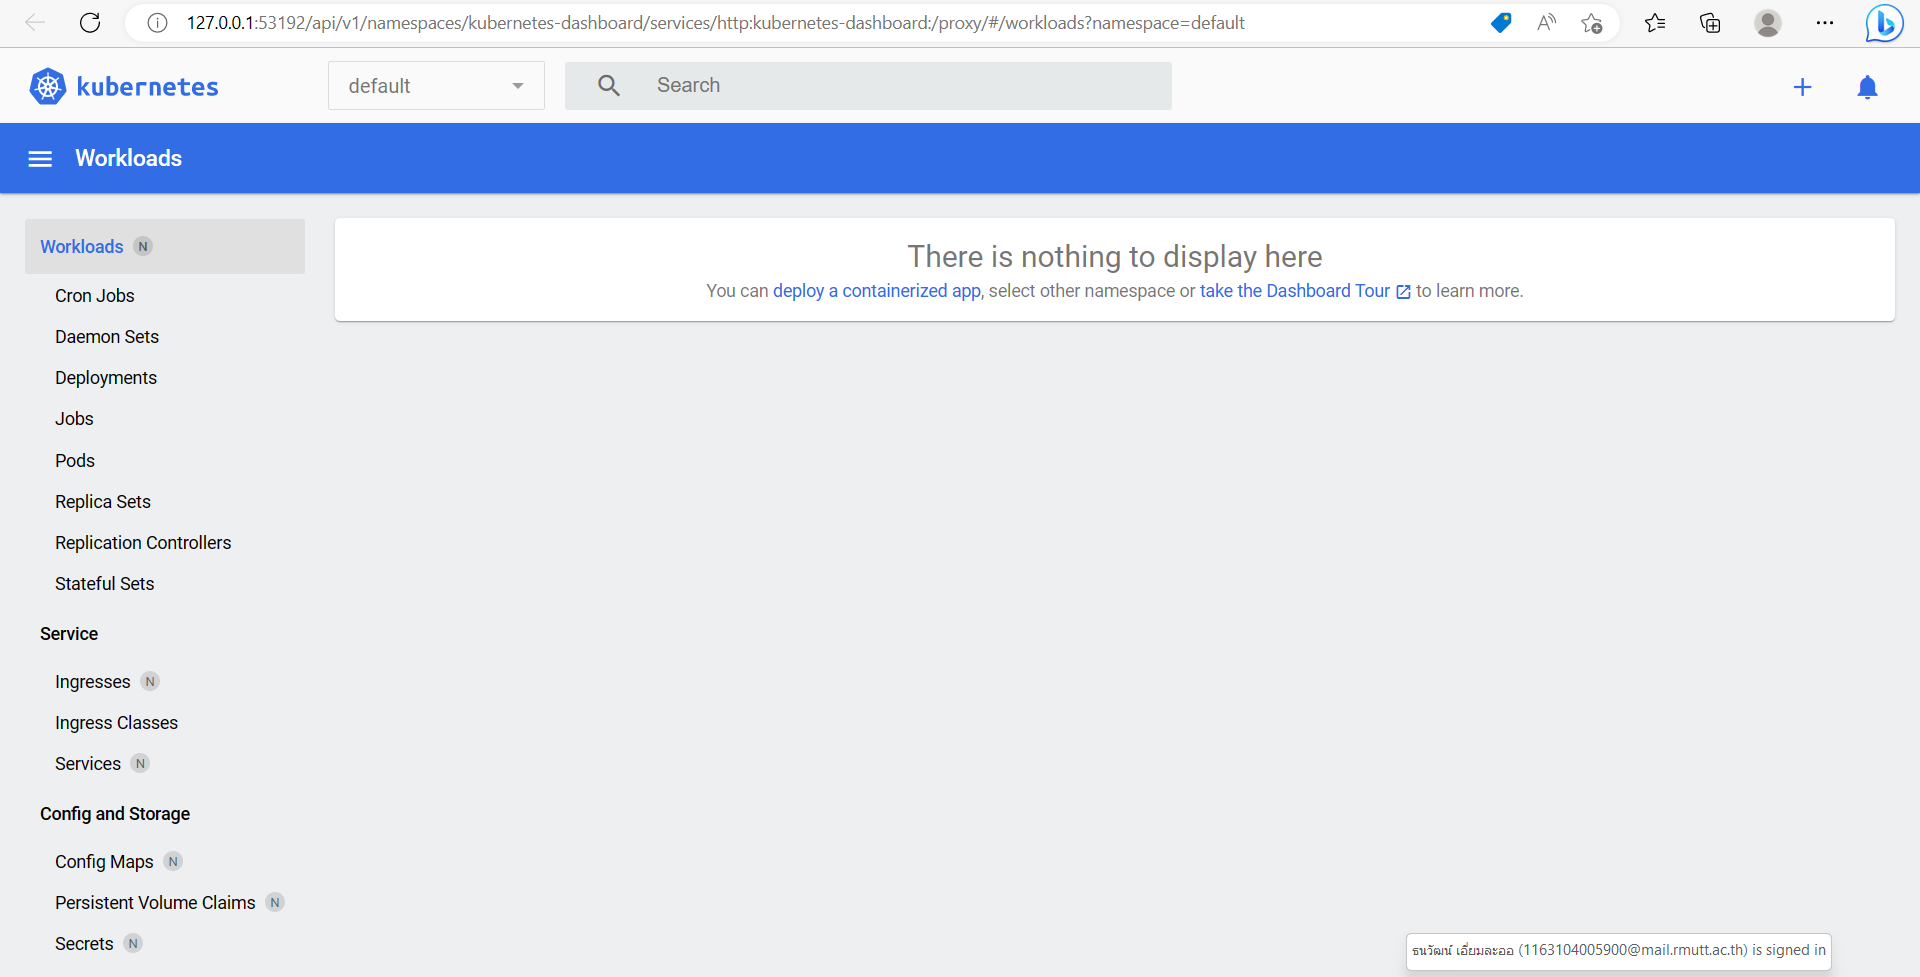 127.0.0.1:53192/api/v1/namespaces/kubernetes-dashboard/services/http:kubernetes-dashboard:/proxy/#/workloads?namespace=default
kubernetes
default
Search
Workloads
Workloads N
Cron Jobs
Daemon Sets
Deployments
Jobs
Pods
Replica Sets
Replication Controllers
Stateful Sets
Service
Ingresses N
Ingress Classes
Services N
Config and Storage
Config Maps N
Persistent Volume Claims N
Secrets N
There is nothing to display here
You can deploy a containerized app, select other namespace or take the Dashboard Tour to learn more.
ธนวัฒน์ เอี่ยมละออ (1163104005900@mail.rmutt.ac.th) is signed in